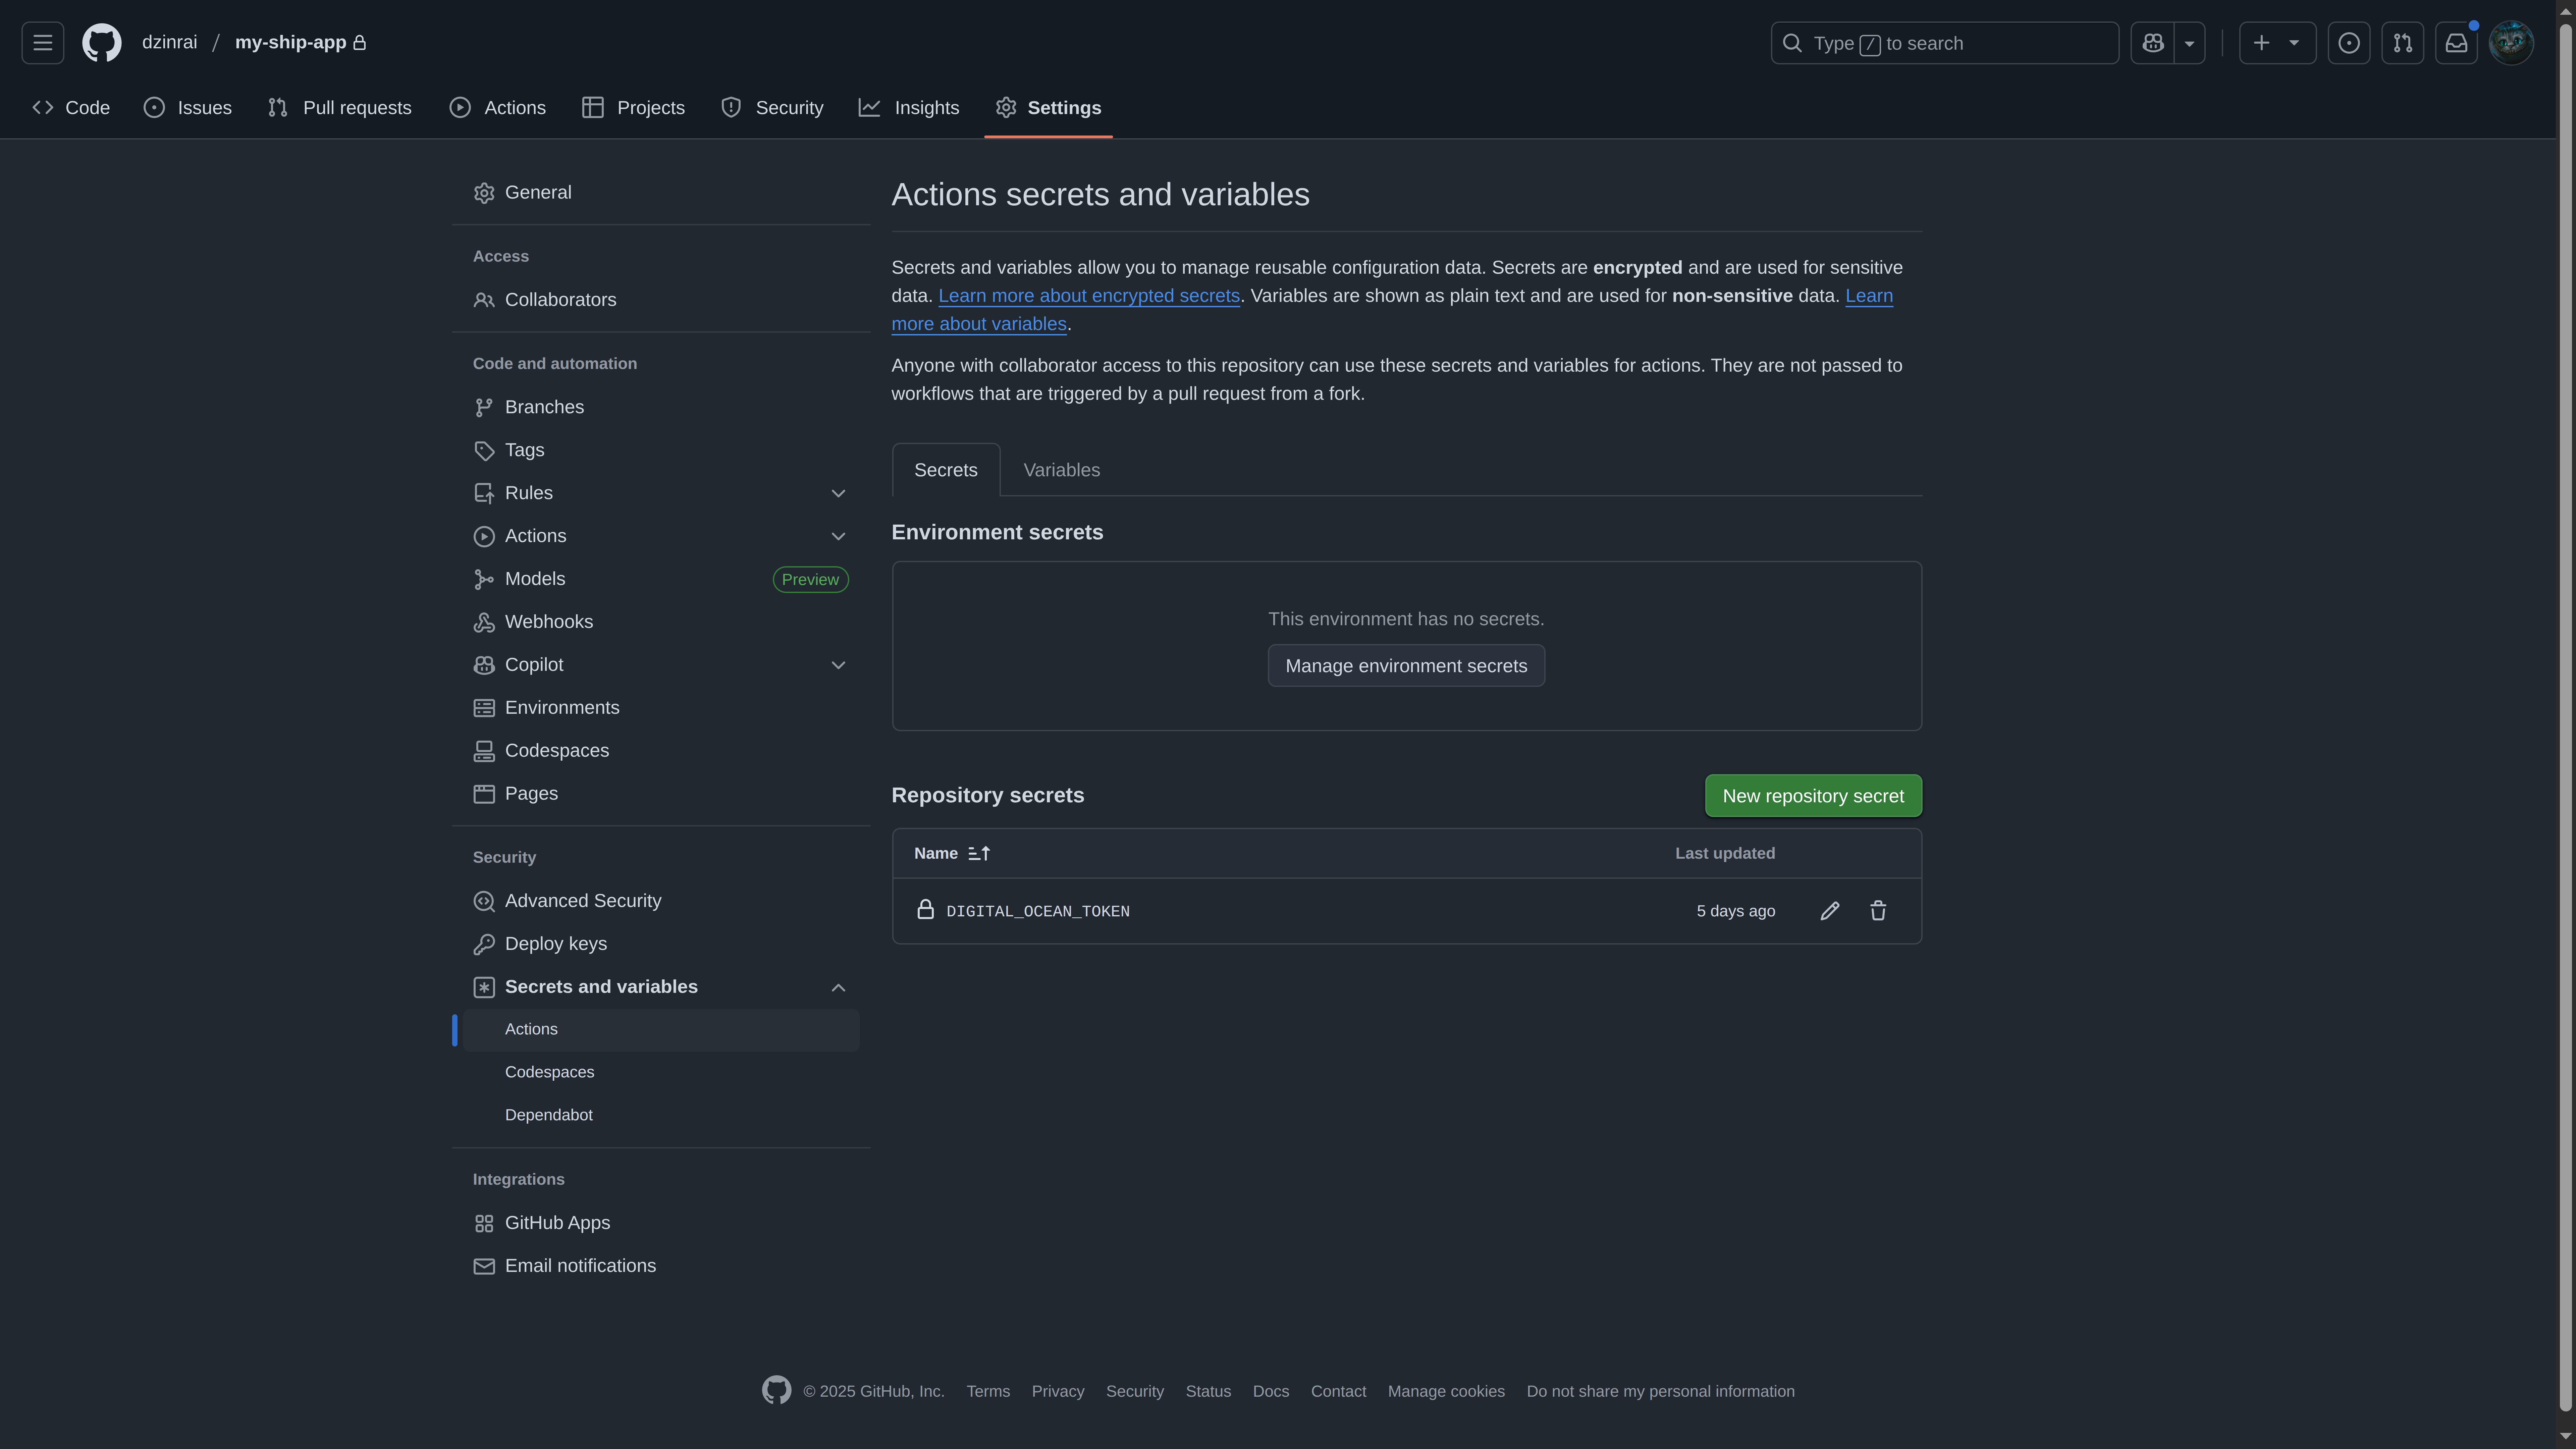 dzinrai / my-ship-app
Type / to search
Code Issues Pull requests Actions Projects Security Insights Settings
General
Access
Collaborators
Code and automation
Branches
Tags
Rules
Actions
Models Preview
Webhooks
Copilot
Environments
Codespaces
Pages
Security
Advanced Security
Deploy keys
Secrets and variables
Actions
Codespaces
Dependabot
Integrations
GitHub Apps
Email notifications
Actions secrets and variables
Secrets and variables allow you to manage reusable configuration data. Secrets are encrypted and are used for sensitive
data. Learn more about encrypted secrets. Variables are shown as plain text and are used for non-sensitive data. Learn
more about variables.
Anyone with collaborator access to this repository can use these secrets and variables for actions. They are not passed to
workflows that are triggered by a pull request from a fork.
Secrets Variables
Environment secrets
This environment has no secrets.
Manage environment secrets
Repository secrets New repository secret
Name Last updated
DIGITAL_OCEAN_TOKEN 5 days ago
© 2025 GitHub, Inc. Terms Privacy Security Status Docs Contact Manage cookies Do not share my personal information